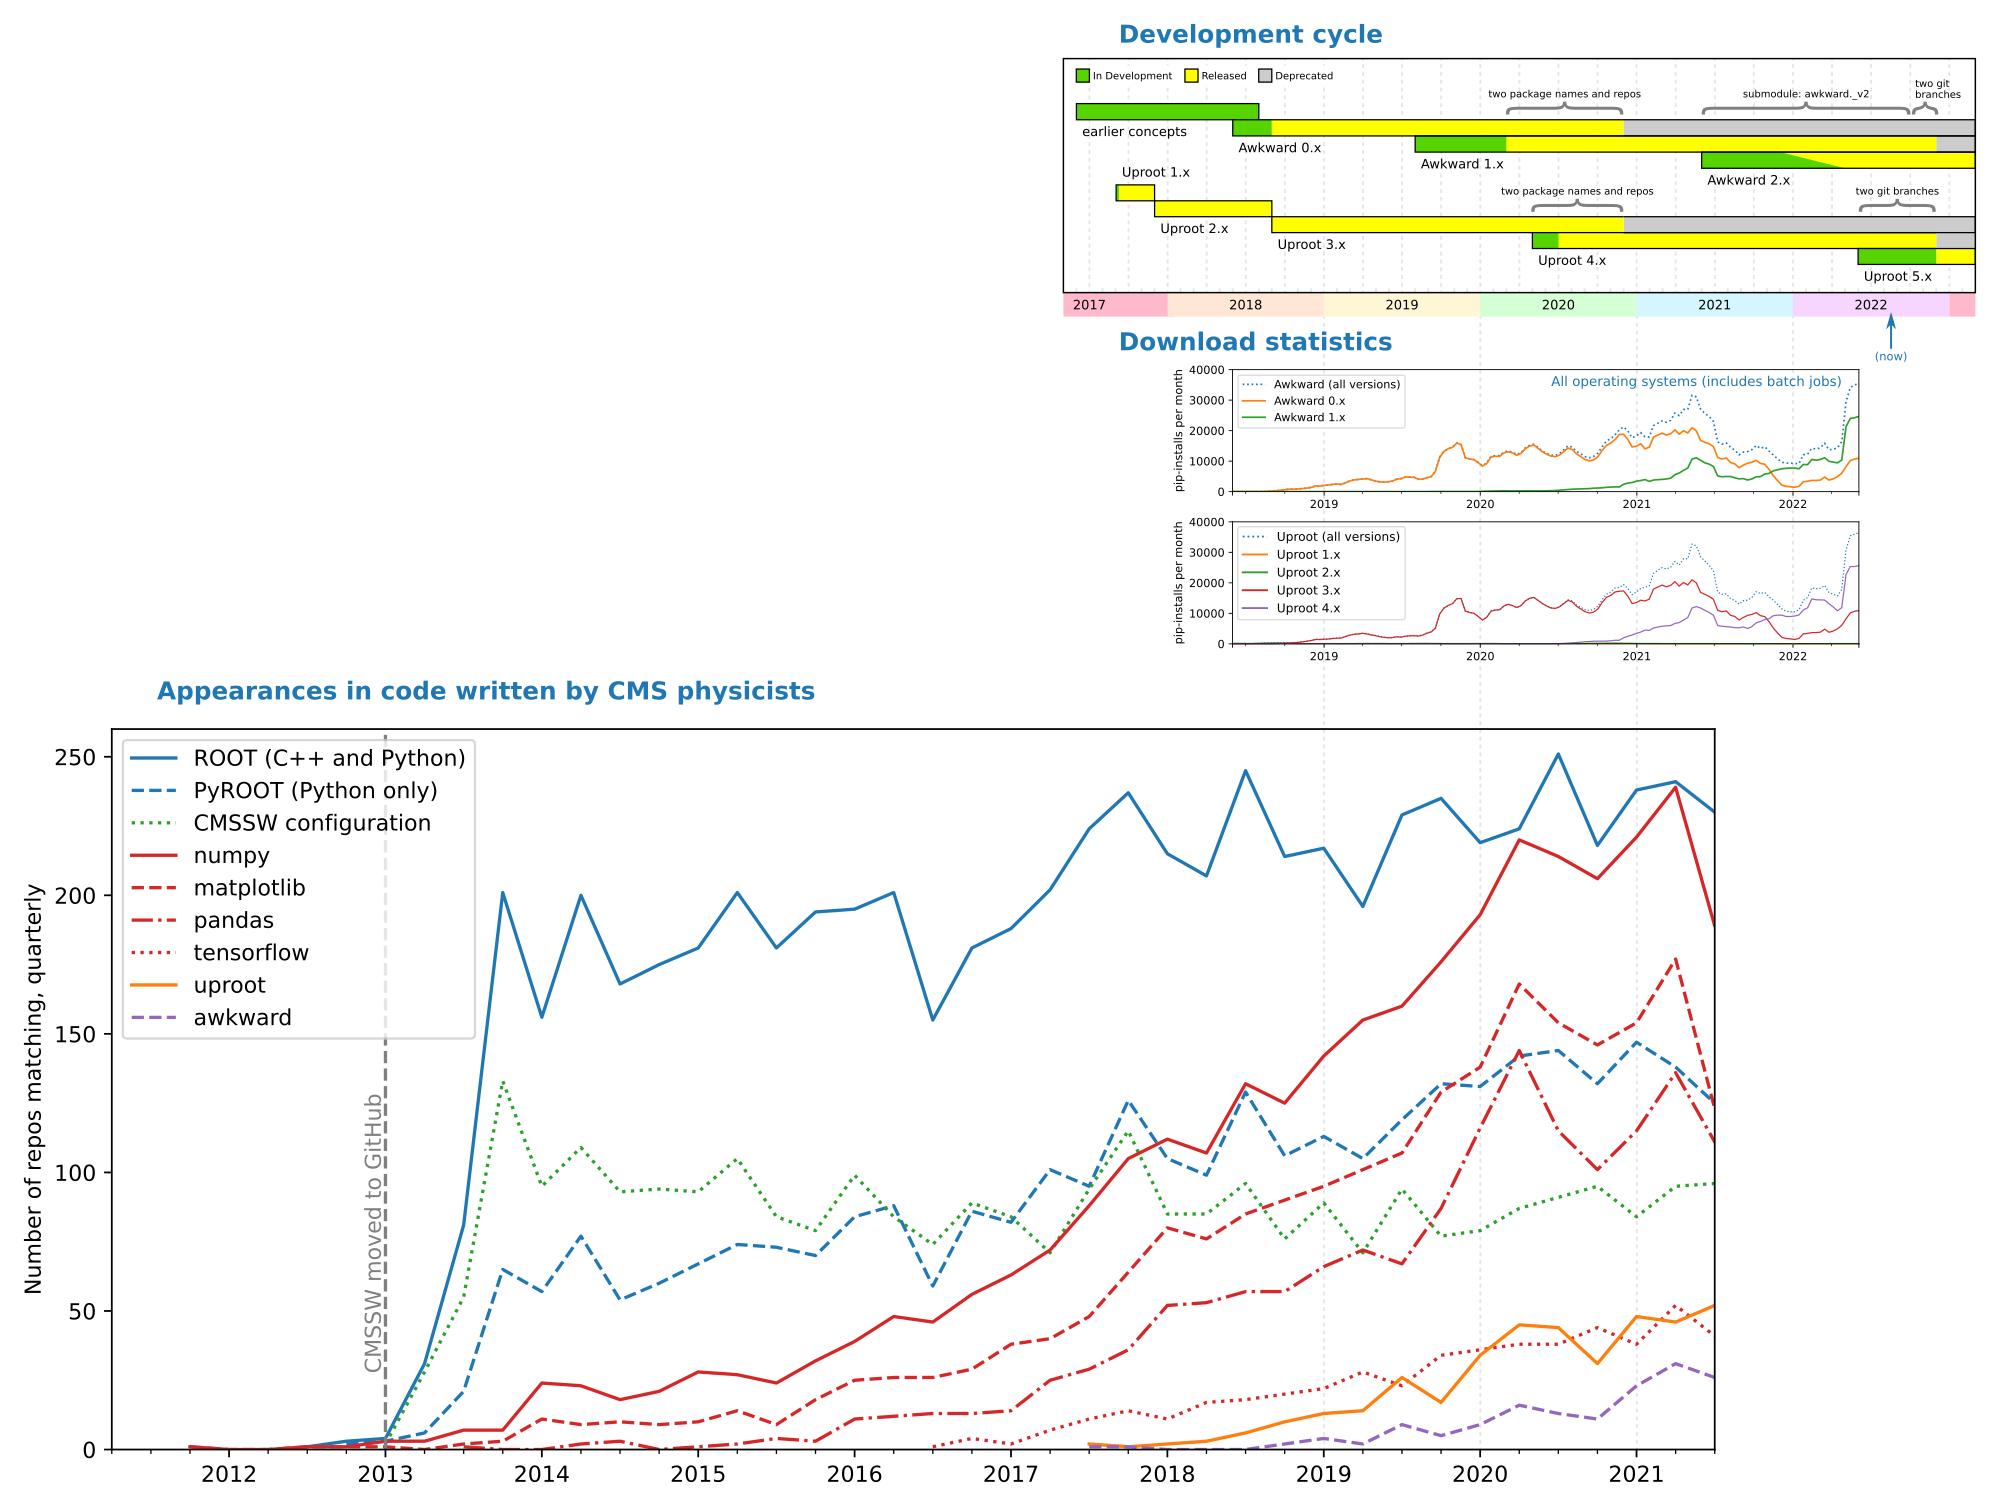 Development cycle
In Development
Released
Deprecated
two package names and repos
submodule: awkward._v2
two git
branches
earlier concepts
Awkward 0.x
Awkward 1.x
Awkward 2.x
Uproot 1.x
two package names and repos
two git branches
Uproot 2.x
Uproot 3.x
Uproot 4.x
Uproot 5.x
2017 2018 2019 2020 2021 2022
(now)
Download statistics
pip-installs per month
40000
30000
20000
10000
0
Awkward (all versions)
Awkward 0.x
Awkward 1.x
All operating systems (includes batch jobs)
2019 2020 2021 2022
pip-installs per month
40000
30000
20000
10000
0
Uproot (all versions)
Uproot 1.x
Uproot 2.x
Uproot 3.x
Uproot 4.x
2019 2020 2021 2022
Appearances in code written by CMS physicists
Number of repos matching, quarterly
250
200
150
100
50
0
ROOT (C++ and Python)
PyROOT (Python only)
CMSSW configuration
numpy
matplotlib
pandas
tensorflow
uproot
awkward
CMSSW moved to GitHub
2012 2013 2014 2015 2016 2017 2018 2019 2020 2021